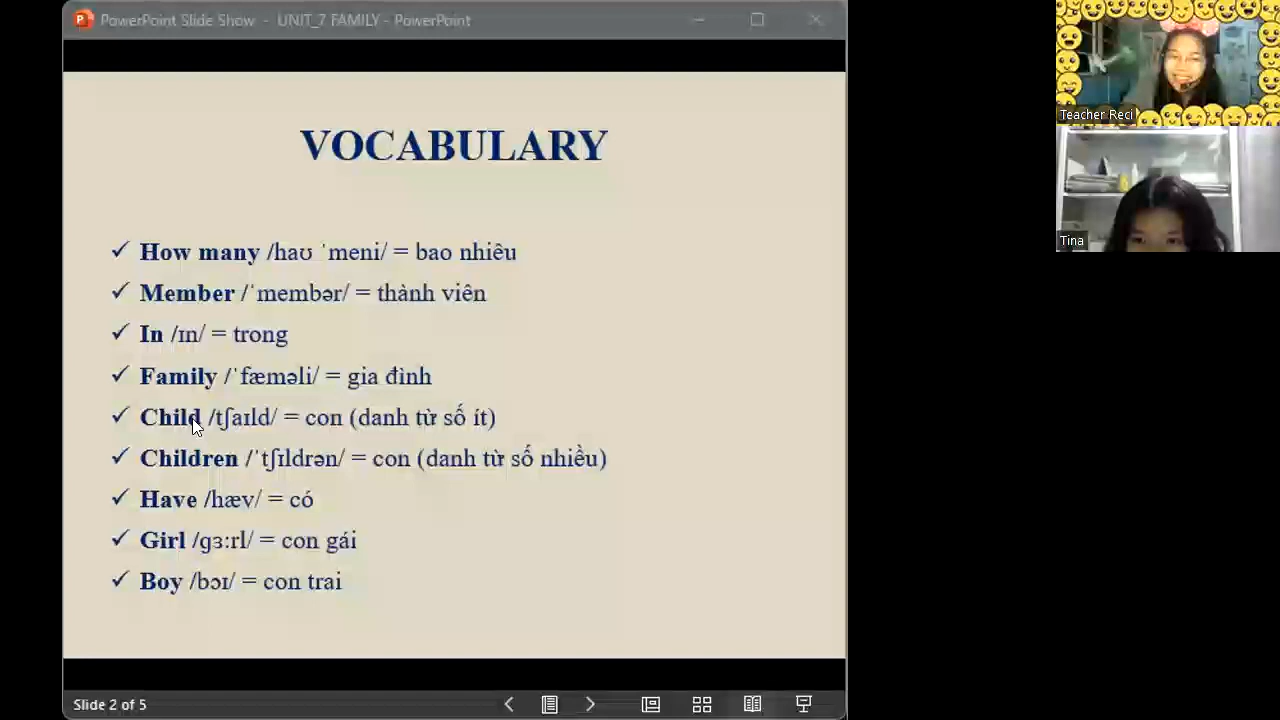 PowerPoint Slide Show - UNIT_7 FAMILY - PowerPoint
VOCABULARY
✓ How many /haʊ ˈmeni/ = bao nhiêu
✓ Member /ˈmembər/ = thành viên
✓ In /ɪn/ = trong
✓ Family /ˈfæməli/ = gia đình
✓ Child /tʃaɪld/ = con (danh từ số ít)
✓ Children /ˈtʃɪldrən/ = con (danh từ số nhiều)
✓ Have /hæv/ = có
✓ Girl /ɡɜːrl/ = con gái
✓ Boy /bɔɪ/ = con trai
Slide 2 of 5
Teacher Reci
Tina